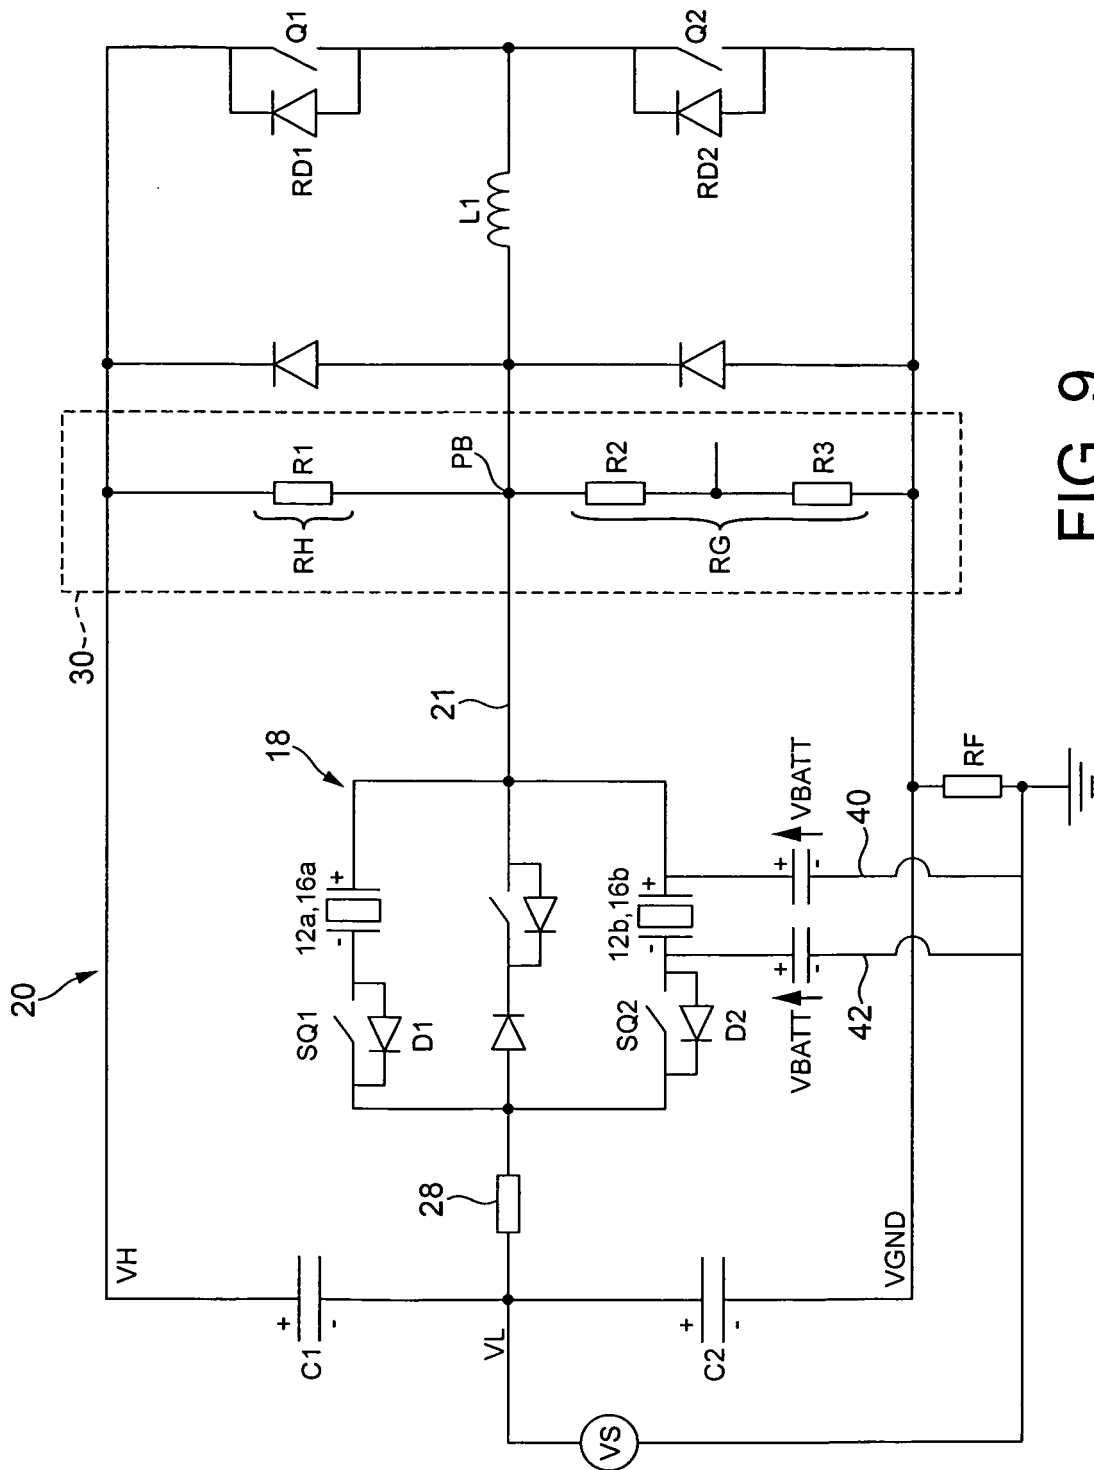 20
VH
VL
VGND
C1
+
-
C2
+
-
VS
28
18
12a,16a
-
+
SQ1
D1
12b,16b
-
+
SQ2
D2
VBATT
+
-
42
VBATT
+
-
40
RF
21
30
RH
R1
PB
RG
R2
R3
L1
Q1
RD1
Q2
RD2
FIG 9